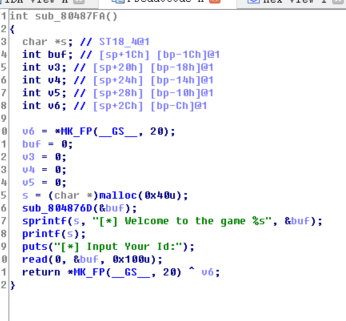 1 int sub_80487FA()
2 {
3 char *s; // ST18_4@1
4 int buf; // [sp+1Ch] [bp-1Ch]@1
5 int v3; // [sp+20h] [bp-18h]@1
6 int v4; // [sp+24h] [bp-14h]@1
7 int v5; // [sp+28h] [bp-10h]@1
8 int v6; // [sp+2Ch] [bp-Ch]@1
9
0 v6 = *MK_FP(__GS__, 20);
1 buf = 0;
2 v3 = 0;
3 v4 = 0;
4 v5 = 0;
5 s = (char *)malloc(0x40u);
6 sub_804876D(&buf);
7 sprintf(s, "[*] Welcome to the game %s", &buf);
8 printf(s);
9 puts("[*] Input Your Id:");
0 read(0, &buf, 0x100u);
1 return *MK_FP(__GS__, 20) ^ v6;
2 }